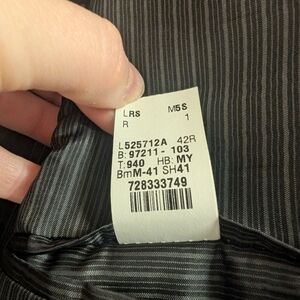 LRS M5S
R 1
L525712A 42R
B: 97211 - 103
T: 940 HB: MY
BmM-41 SH41
728333749